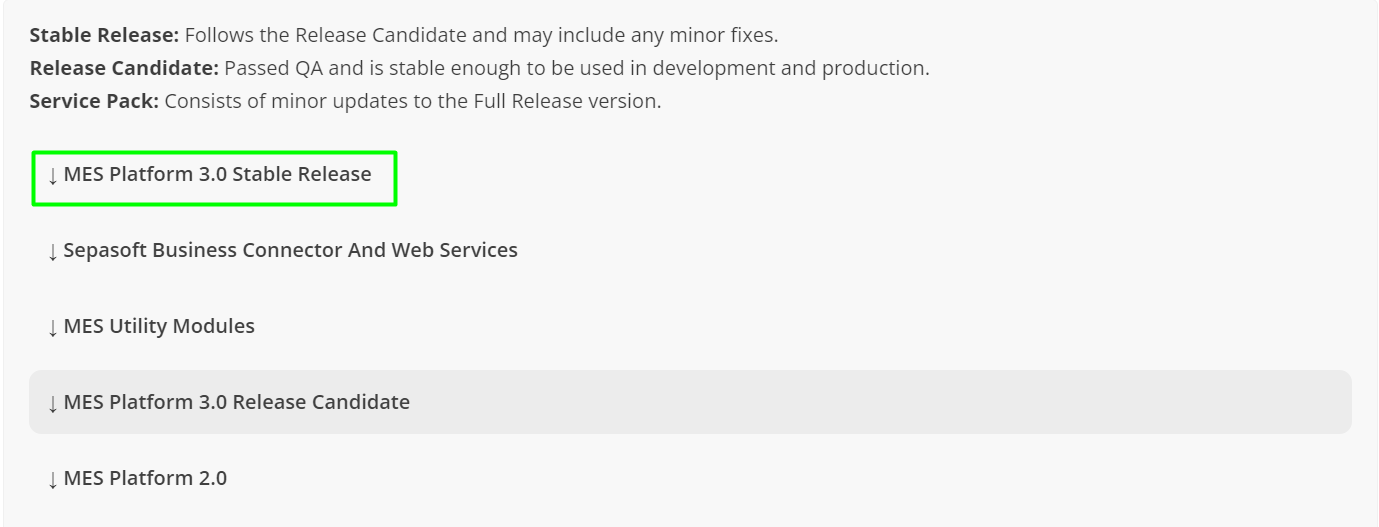 Stable Release: Follows the Release Candidate and may include any minor fixes.
Release Candidate: Passed QA and is stable enough to be used in development and production.
Service Pack: Consists of minor updates to the Full Release version.
↓ MES Platform 3.0 Stable Release
↓ Sepasoft Business Connector And Web Services
↓ MES Utility Modules
↓ MES Platform 3.0 Release Candidate
↓ MES Platform 2.0